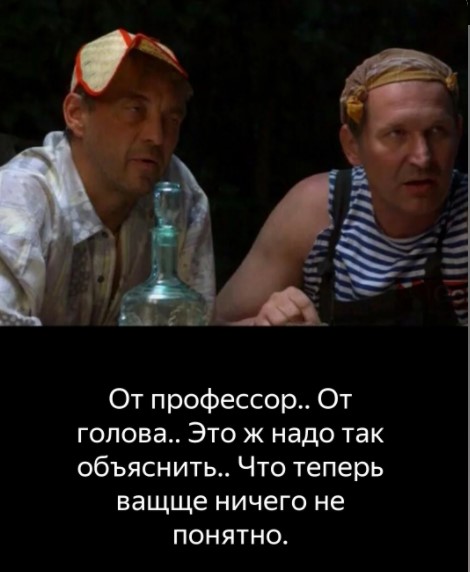 От профессор.. От
голова.. Это ж надо так
объяснить.. Что теперь
ващще ничего не
понятно.